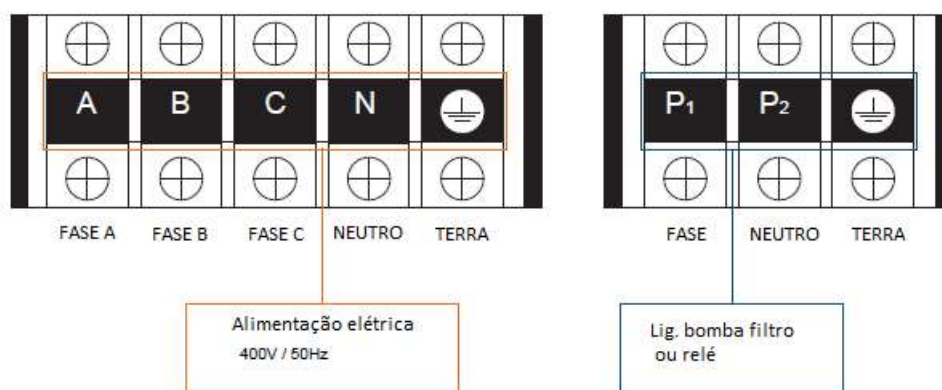 A B C N P₁ P₂
FASE A FASE B FASE C NEUTRO TERRA FASE NEUTRO TERRA
Alimentação elétrica
400V / 50Hz
Lig. bomba filtro
ou relé